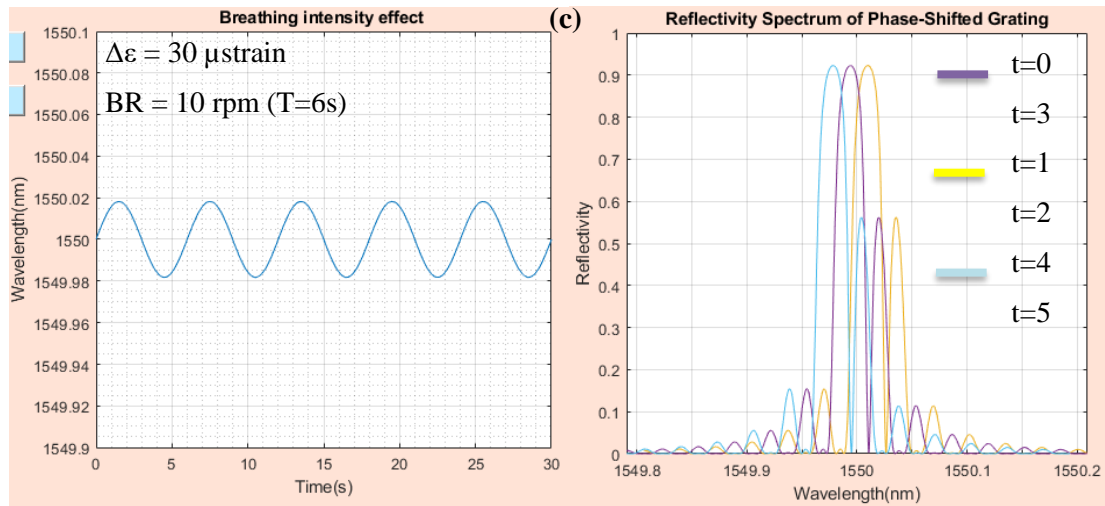 Breathing intensity effect
Δε = 30 µstrain
BR = 10 rpm (T=6s)
1550.1
1550.08
1550.06
1550.04
1550.02
1550
1549.98
1549.96
1549.94
1549.92
1549.9
Wavelength(nm)
0 5 10 15 20 25 30
Time(s)
(c)
Reflectivity Spectrum of Phase-Shifted Grating
1
0.9
0.8
0.7
0.6
0.5
0.4
0.3
0.2
0.1
0
Reflectivity
t=0
t=3
t=1
t=2
t=4
t=5
1549.8 1549.9 1550 1550.1 1550.2
Wavelength(nm)